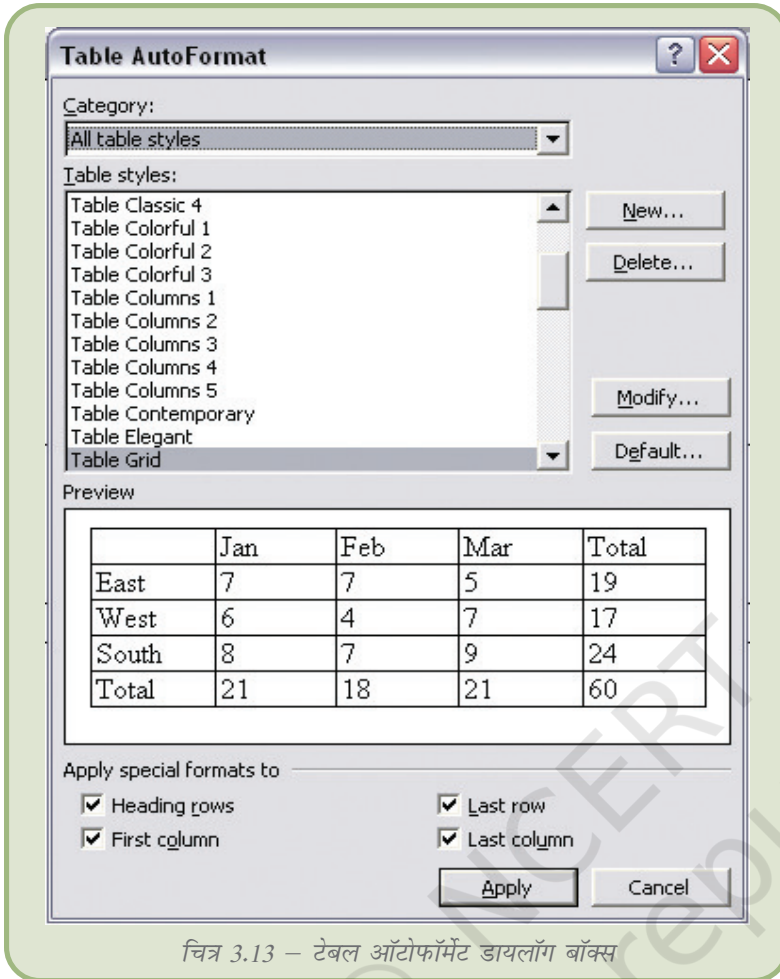 Table AutoFormat
Category:
All table styles
Table styles:
Table Classic 4
Table Colorful 1
Table Colorful 2
Table Colorful 3
Table Columns 1
Table Columns 2
Table Columns 3
Table Columns 4
Table Columns 5
Table Contemporary
Table Elegant
Table Grid
New...
Delete...
Modify...
Default...
Preview
Jan Feb Mar Total
East 7 7 5 19
West 6 4 7 17
South 8 7 9 24
Total 21 18 21 60
Apply special formats to
Heading rows Last row
First column Last column
Apply Cancel
चित्र 3.13 – टेबल ऑटोफॉर्मेट डायलॉग बॉक्स
© NCERT